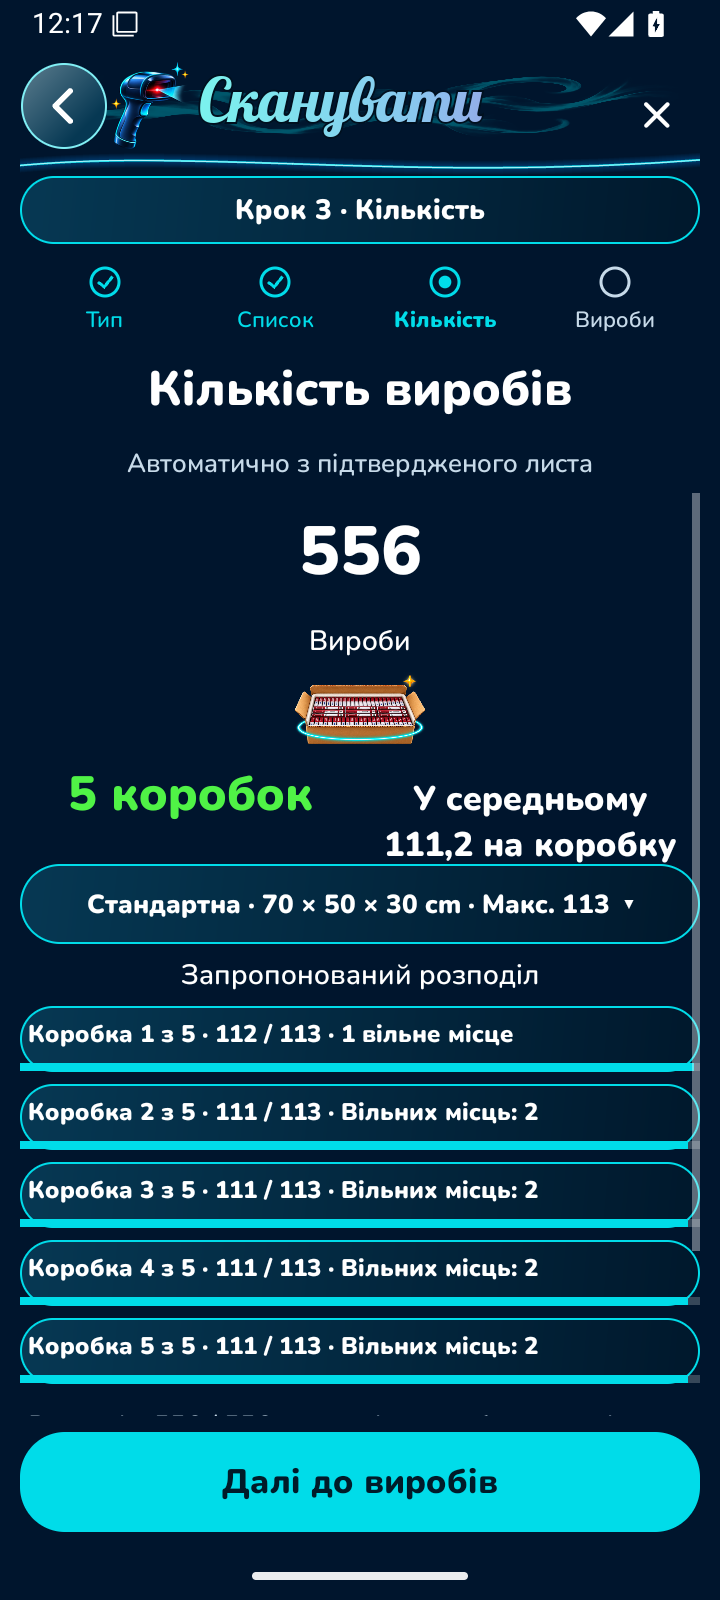 12:17
Сканувати
Крок 3 · Кількість
Тип
Список
Кількість
Вироби
Кількість виробів
Автоматично з підтвердженого листа
556
Вироби
5 коробок
У середньому
111,2 на коробку
Стандартна · 70 × 50 × 30 cm · Макс. 113 ▼
Запропонований розподіл
Коробка 1 з 5 · 112 / 113 · 1 вільне місце
Коробка 2 з 5 · 111 / 113 · Вільних місць: 2
Коробка 3 з 5 · 111 / 113 · Вільних місць: 2
Коробка 4 з 5 · 111 / 113 · Вільних місць: 2
Коробка 5 з 5 · 111 / 113 · Вільних місць: 2
Далі до виробів